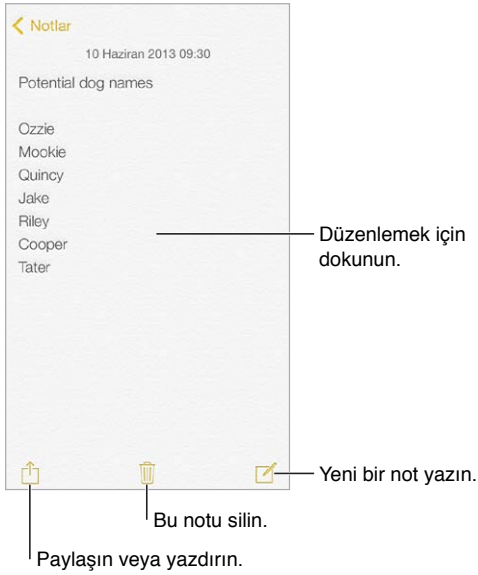 Notlar
10 Haziran 2013 09:30
Potential dog names
Ozzie
Mookie
Quincy
Jake
Riley
Cooper
Tater
Düzenlemek için
dokunun.
Yeni bir not yazın.
Bu notu silin.
Paylaşın veya yazdırın.